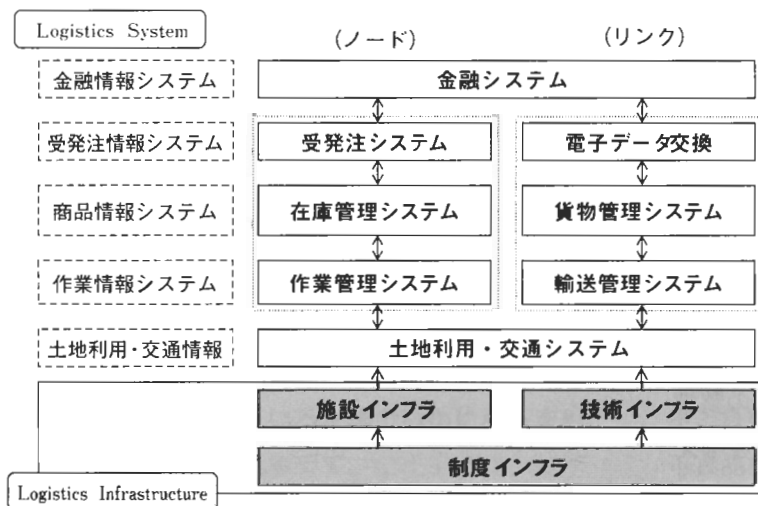 Logistics System
(ノード)
(リンク)
金融情報システム
金融システム
受発注情報システム
受発注システム
電子データ交換
商品情報システム
在庫管理システム
貨物管理システム
作業情報システム
作業管理システム
輸送管理システム
土地利用・交通情報
土地利用・交通システム
施設インフラ
技術インフラ
制度インフラ
Logistics Infrastructure